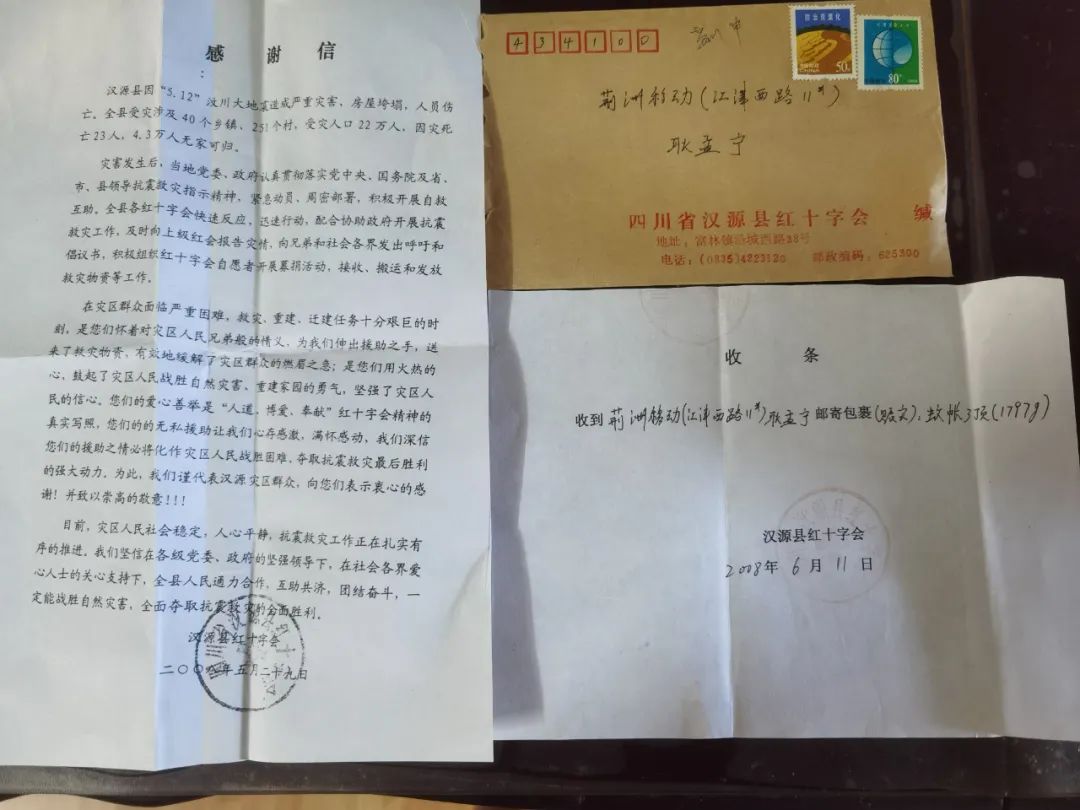 感谢信
:
汉源县因“5.12”汶川大地震造成严重灾害，房屋垮塌，人员伤
亡。全县受灾涉及40个乡镇、251个村，受灾人口22万人，因灾死
亡23人，4.3万人无家可归。
灾害发生后，当地党委、政府认真贯彻落实党中央、国务院及省、
市、县领导抗震救灾指示精神，紧急动员、周密部署，积极开展自救
互助。全县各红十字会快速反应，迅速行动，配合协助政府开展抗震
救灾工作，及时向上级红会报告灾情，向兄弟和社会各界发出呼吁和
倡议书，积极组织红十字会自愿者开展募捐活动，接收、搬运和发放
救灾物资等工作。
在灾区群众面临严重困难，救灾、重建、迁建任务十分艰巨的时
刻，是您们怀着对灾区人民兄弟般的情义，为我们伸出援助之手，送
来了救灾物资，有效地缓解了灾区群众的燃眉之急；是您们用火热的
心，鼓起了灾区人民战胜自然灾害、重建家园的勇气，坚强了灾区人
民的信心。您们的爱心善举是“人道、博爱、奉献”红十字会精神的
真实写照，您们的的无私援助让我们心存感激，满怀感动，我们深信
您们的援助之情必将化作灾区人民战胜困难，夺取抗震救灾最后胜利
的强大动力。为此，我们谨代表汉源灾区群众，向您们表示衷心的感
谢！并致以崇高的敬意！！！
目前，灾区人民社会稳定，人心平静，抗震救灾工作正在扎实有
序的推进。我们坚信在各级党委、政府的坚强领导下，在社会各界爱
心人士的关心支持下，全县人民通力合作，互助共济，团结奋斗，一
定能战胜自然灾害，全面夺取抗震救灾的全面胜利。
汉源县红十字会
二〇〇八年五月二十九日
434100
50分
80分
CHINA
荆洲移动(江津西路11#)
耿孟宁
四川省汉源县红十字会 缄
地址：富林镇 城西路28号
电话：(0835)4223120 邮政编码：625300
收条
收到荆洲移动(江津西路11#)耿孟宁邮寄包裹 蚊帐3顶(1797g)
汉源县红十字会
2008年6月11日